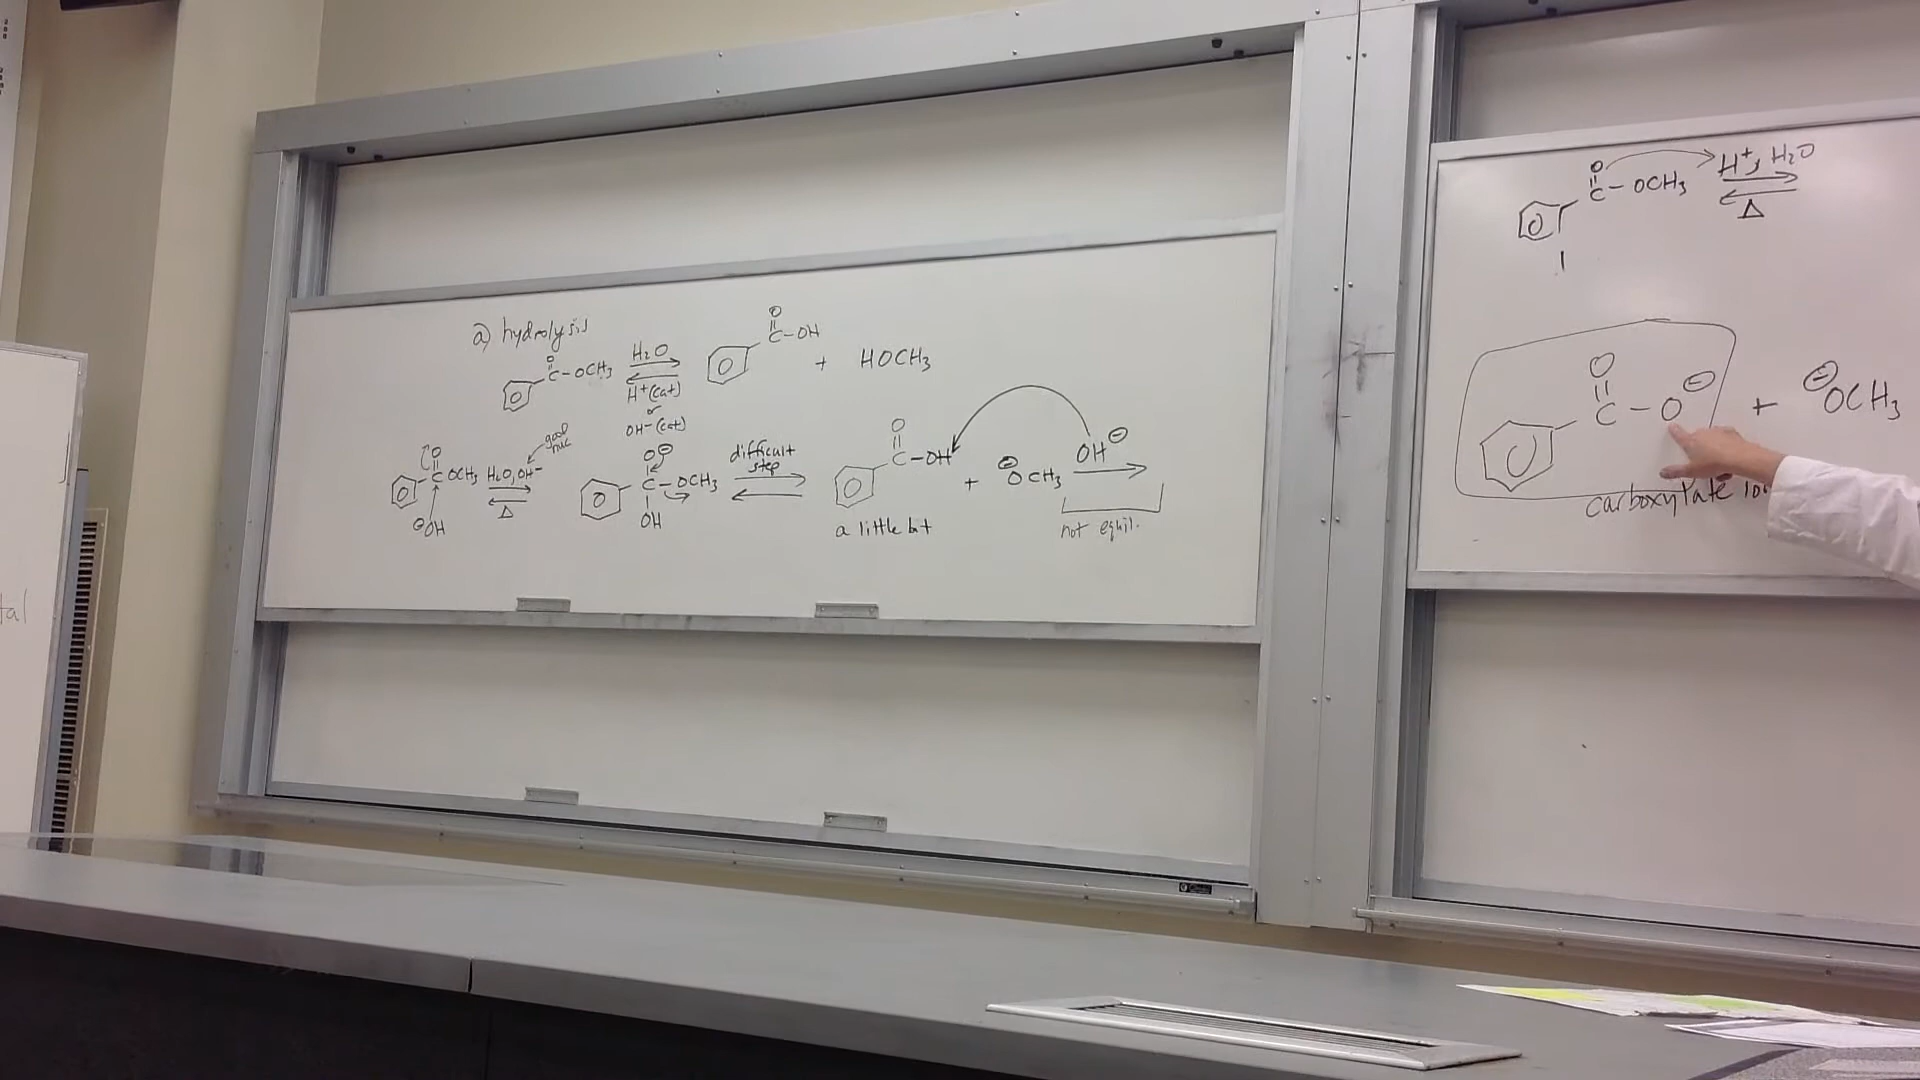 a) hydrolysis
O
C-OCH3
H2O
H+(cat)
or
OH-(cat)
O
C-OH
+ HOCH3
O
C OCH3
⊖OH
H2O, OH-
Δ
good
nuc
O⊖
C-OCH3
OH
difficult
step
O
C-OH
a little bit
+ ⊖OCH3
OH⊖
not equil.
O
C-OCH3
H+, H2O
Δ
O
C-O⊖
+ ⊖OCH3
carboxylate
tal